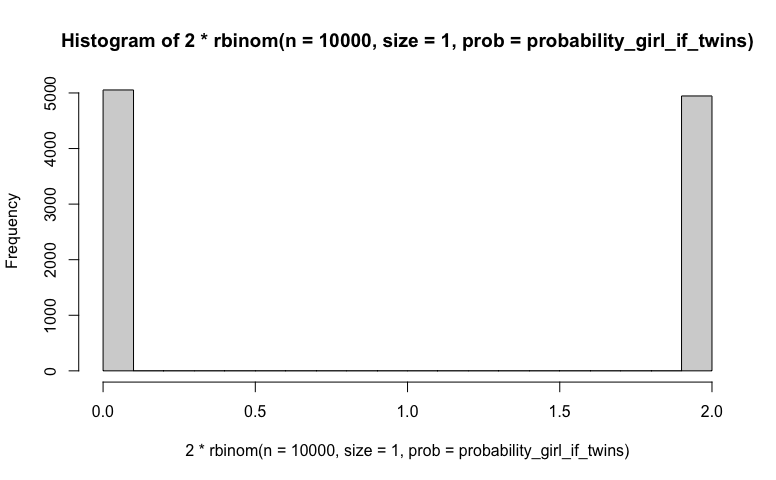 Histogram of 2 * rbinom(n = 10000, size = 1, prob = probability_girl_if_twins)
Frequency
5000
4000
3000
2000
1000
0
0.0 0.5 1.0 1.5 2.0
2 * rbinom(n = 10000, size = 1, prob = probability_girl_if_twins)